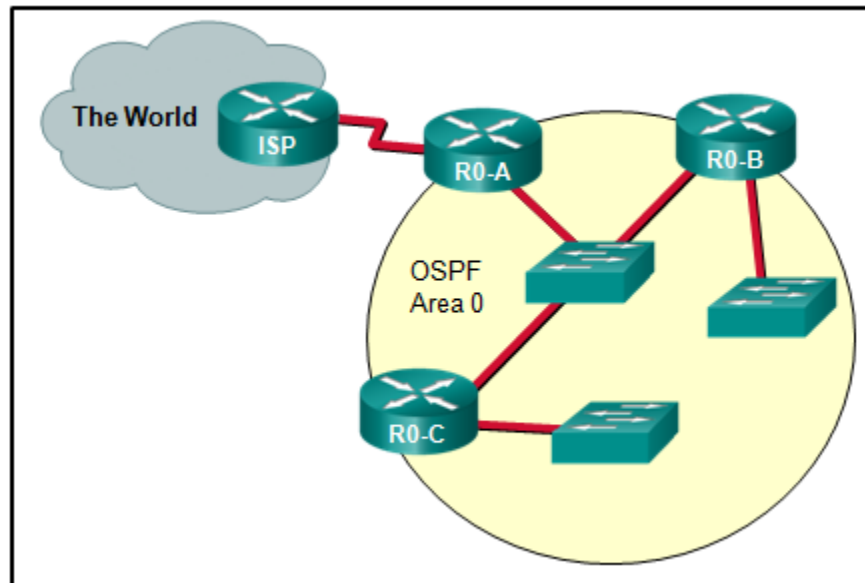 The World
ISP
R0-A
R0-B
OSPF
Area 0
R0-C